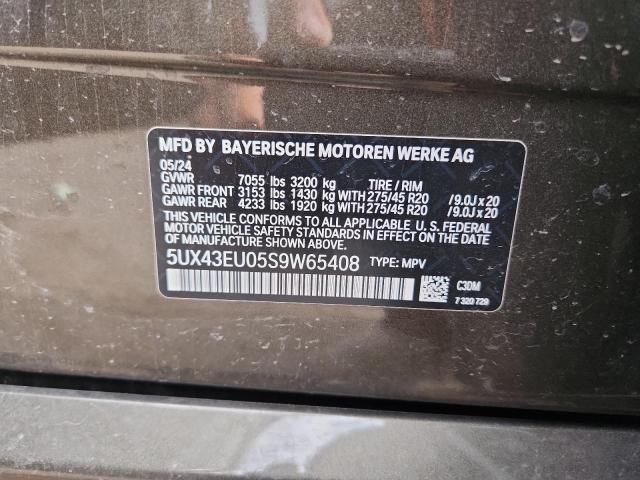 MFD BY BAYERISCHE MOTOREN WERKE AG
05/24
GVWR 7055 lbs 3200 kg TIRE / RIM
GAWR FRONT 3153 lbs 1430 kg WITH 275/45 R20 /9.0J x 20
GAWR REAR 4233 lbs 1920 kg WITH 275/45 R20 /9.0J x 20
THIS VEHICLE CONFORMS TO ALL APPLICABLE U.S. FEDERAL
MOTOR VEHICLE SAFETY STANDARDS IN EFFECT ON THE
DATE OF MANUFACTURE SHOWN ABOVE.
5UX43EU05S9W65408 TYPE: MPV
C3DM
7 320 729